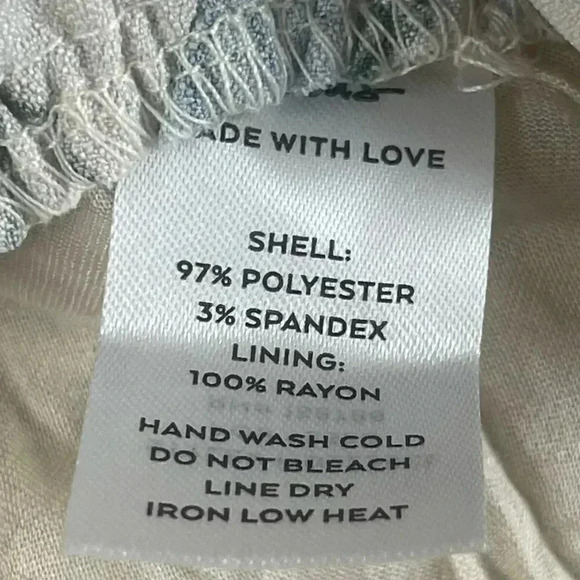 MADE WITH LOVE
SHELL:
97% POLYESTER
3% SPANDEX
LINING:
100% RAYON
HAND WASH COLD
DO NOT BLEACH
LINE DRY
IRON LOW HEAT